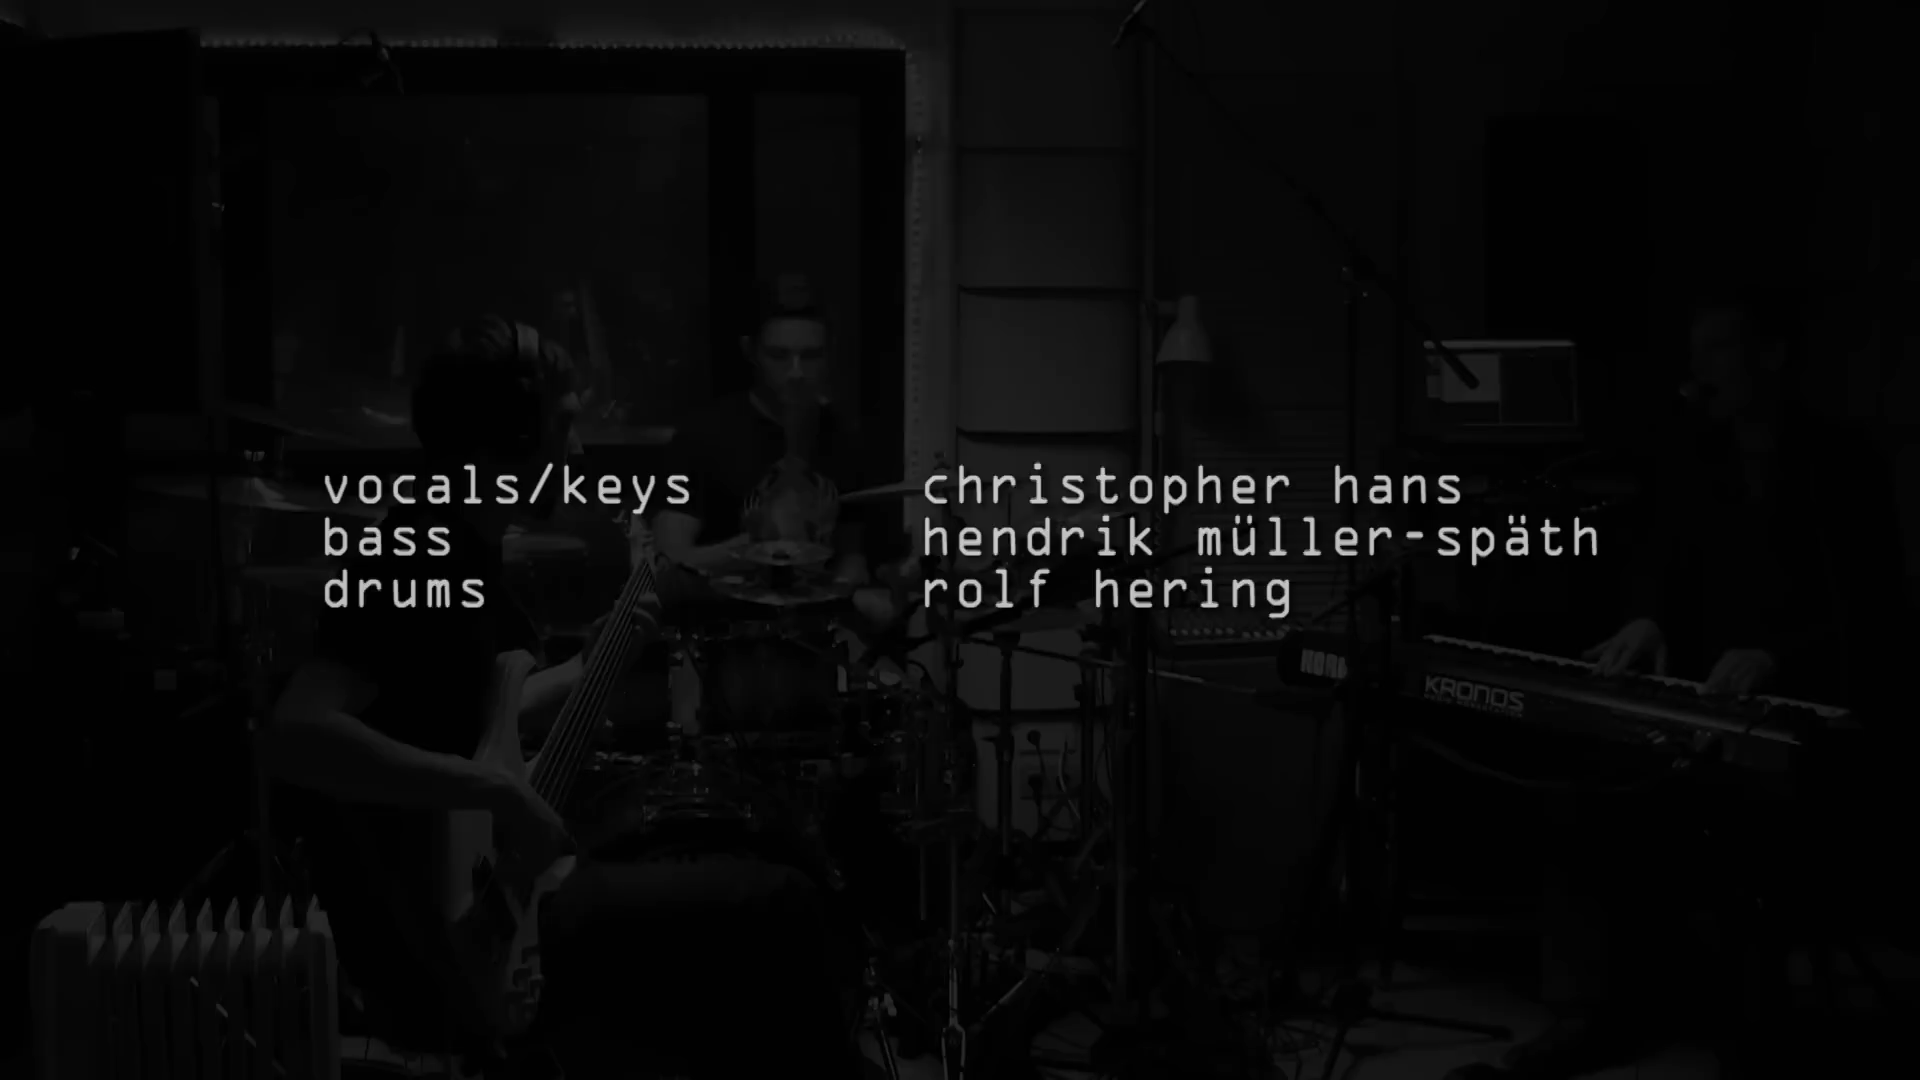 vocals/keys christopher hans
bass hendrik müller-späth
drums rolf hering
KORG
KRONOS